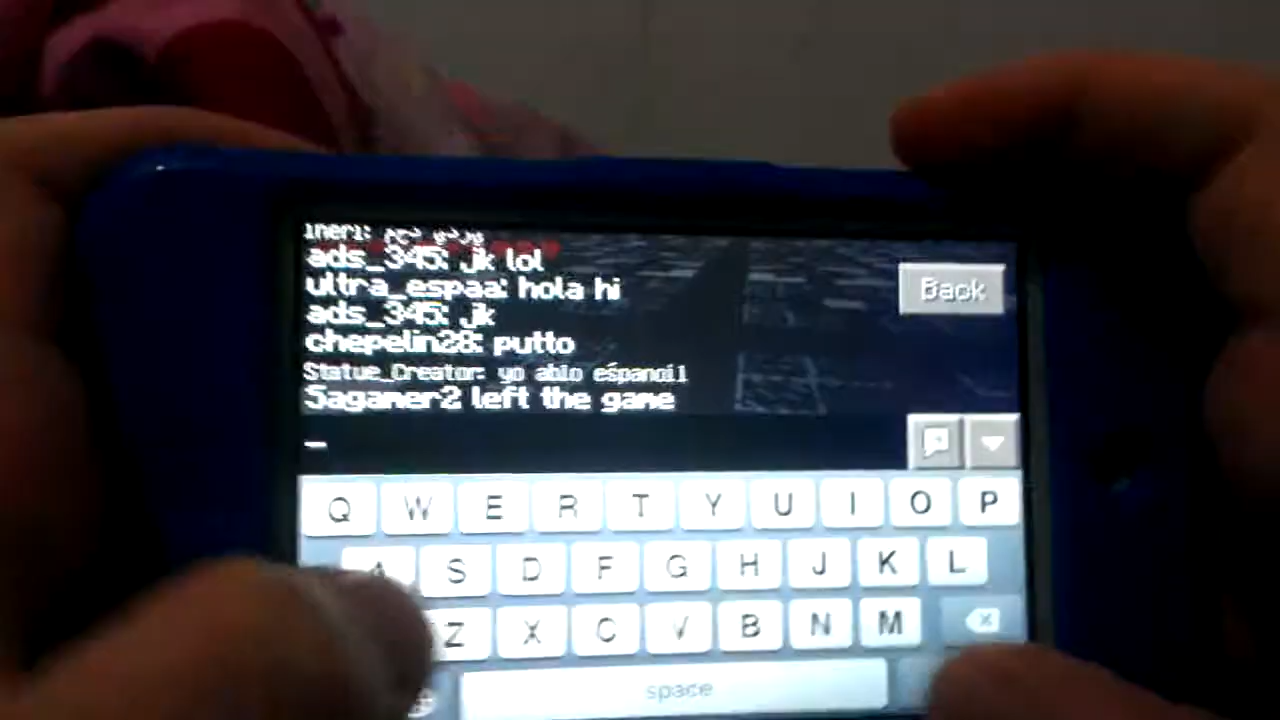 ads_345: jk lol
ultra_espaa: hola hi
Back
ads_345: jk
chepelin28: putto
Statue_Creator: yo ablo espanoil
Sagamer2 left the game
Q W E R T Y U I O P
A S D F G H J K L
Z X C V B N M
space